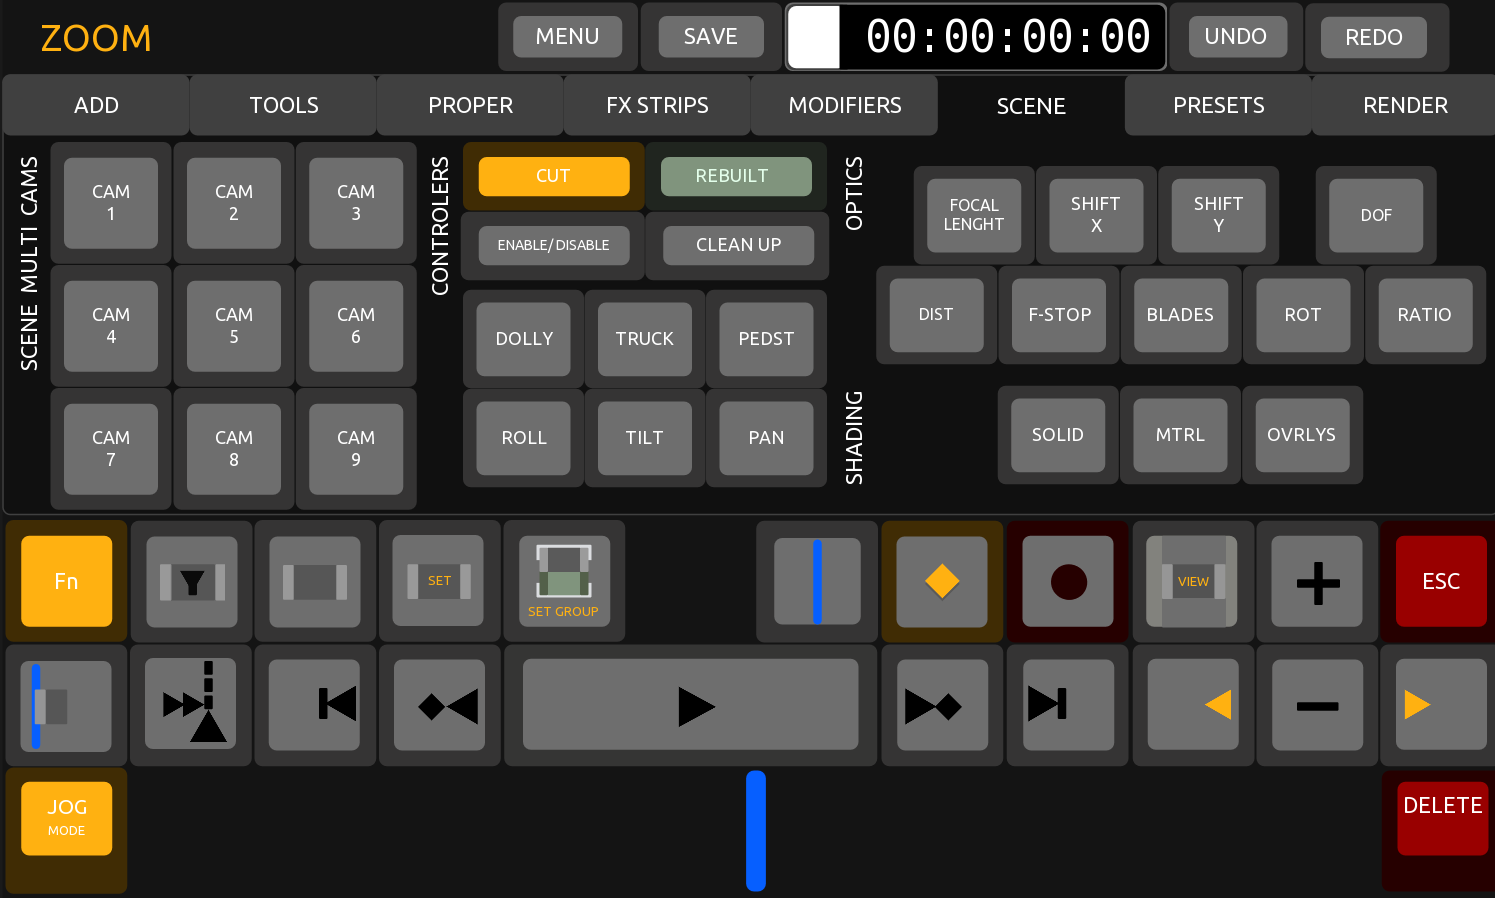 ZOOM
MENU
SAVE
00:00:00:00
UNDO
REDO
ADD
TOOLS
PROPER
FX STRIPS
MODIFIERS
SCENE
PRESETS
RENDER
SCENE MULTI CAMS
CAM
1
CAM
2
CAM
3
CAM
4
CAM
5
CAM
6
CAM
7
CAM
8
CAM
9
CONTROLERS
CUT
REBUILT
ENABLE/ DISABLE
CLEAN UP
DOLLY
TRUCK
PEDST
ROLL
TILT
PAN
OPTICS
FOCAL
LENGHT
SHIFT
X
SHIFT
Y
DOF
DIST
F-STOP
BLADES
ROT
RATIO
SHADING
SOLID
MTRL
OVRLYS
Fn
SET
SET GROUP
VIEW
ESC
JOG
MODE
DELETE